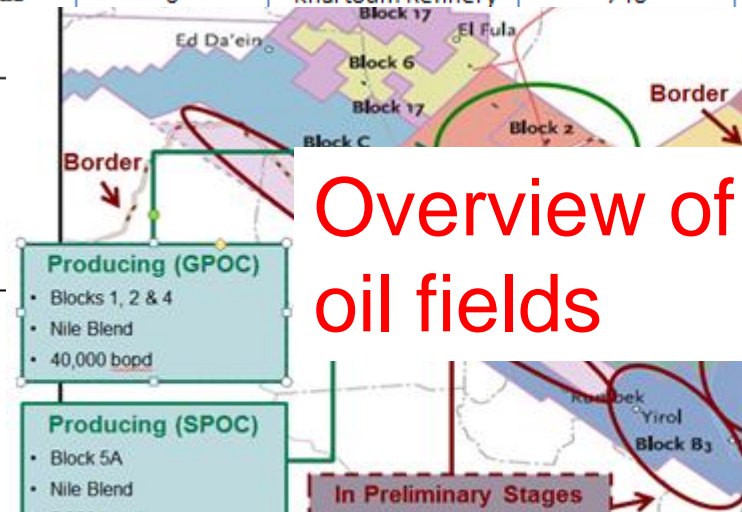 Khartoum Refinery
Block 17
El Fula
Ed Da'ein
Block 6
Border
Block 17
Block 2
Block C
Border
Overview of
oil fields
Producing (GPOC)
• Blocks 1, 2 & 4
• Nile Blend
• 40,000 bopd
Rumbek
Yirol
Block B3
Producing (SPOC)
• Block 5A
• Nile Blend
In Preliminary Stages